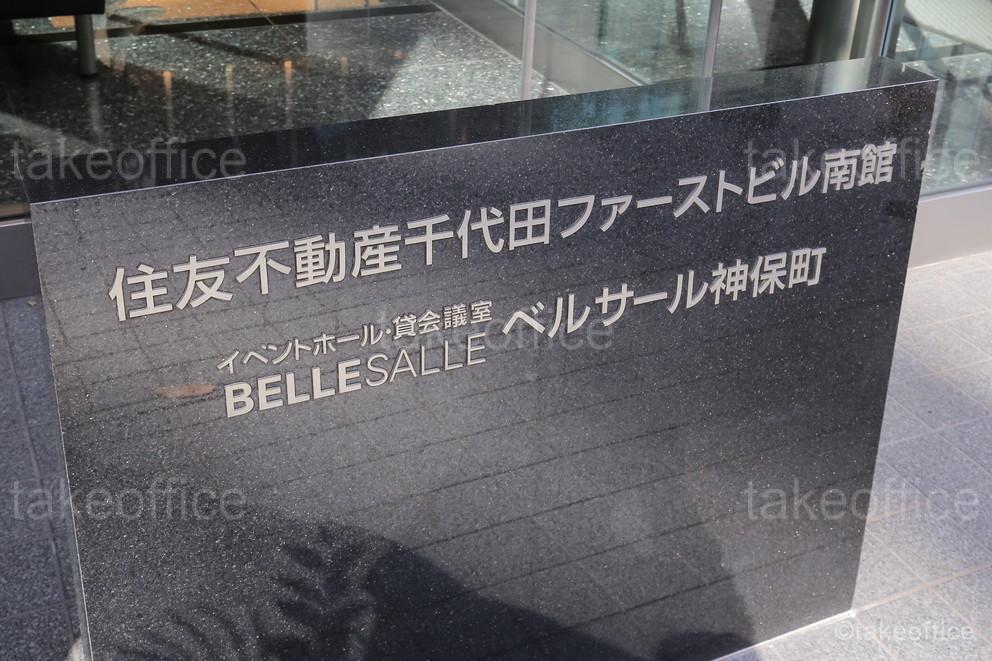 takeoffice takeoffice
住友不動産千代田ファーストビル南館
イベントホール・貸会議室
BELLESALLE ベルサール神保町
takeoffice
takeoffice takeoffice
©takeoffice